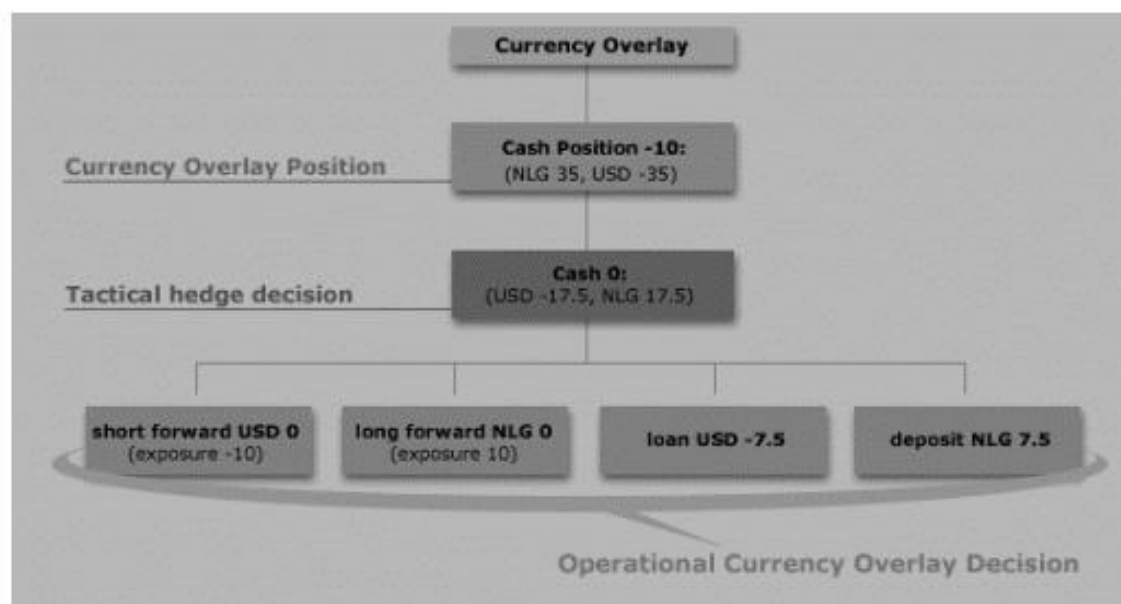 Currency Overlay
Cash Position -10:
(NLG 35, USD -35)
Currency Overlay Position
Cash 0:
(USD -17.5, NLG 17.5)
Tactical hedge decision
short forward USD 0
(exposure -10)
long forward NLG 0
(exposure 10)
loan USD -7.5
deposit NLG 7.5
Operational Currency Overlay Decision